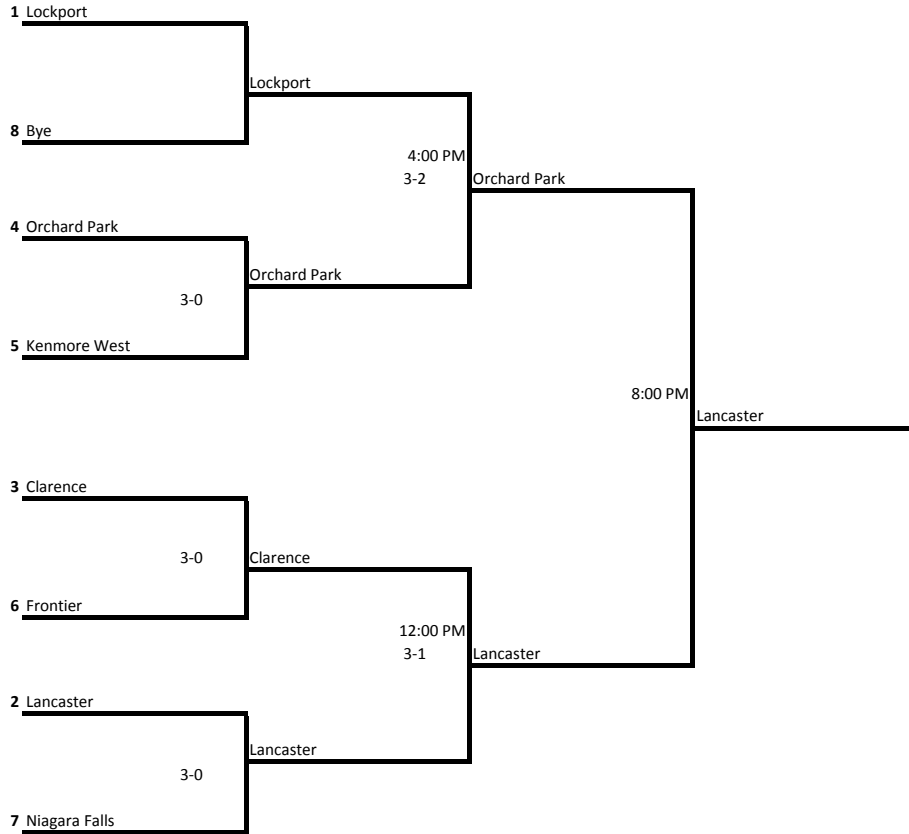 1 Lockport
Lockport
8 Bye
4:00 PM
3-2
Orchard Park
4 Orchard Park
Orchard Park
3-0
5 Kenmore West
8:00 PM
Lancaster
3 Clarence
3-0
Clarence
6 Frontier
12:00 PM
3-1
Lancaster
2 Lancaster
Lancaster
3-0
7 Niagara Falls